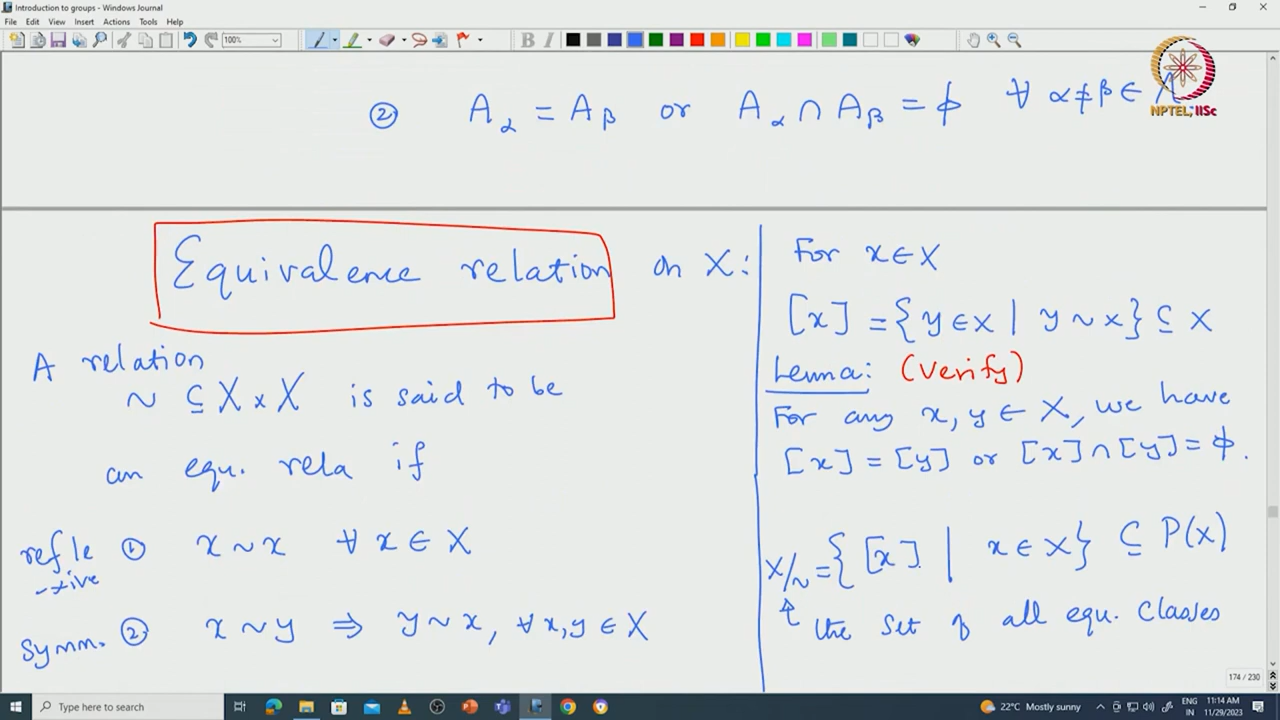 Introduction to groups - Windows Journal
File Edit View Insert Actions Tools Help
100%
B I
NPTEL, IISc
② A_α = A_β or A_α ∩ A_β = ϕ ∀ α ≠ β ∈ Λ
Equivalence relation on X:
A relation
~ ⊆ X × X is said to be
an equ. rela if
refle
-xive ① x ~ x ∀ x ∈ X
Symm. ② x ~ y ⇒ y ~ x, ∀ x, y ∈ X
For x ∈ X
[x] = {y ∈ X | y ~ x} ⊆ X
Lemma: (Verify)
For any x, y ∈ X, we have
[x] = [y] or [x] ∩ [y] = ϕ.
X/~ = {[x] | x ∈ X} ⊆ P(X)
the set of all equ. classes
174 / 230
Type here to search
22°C Mostly sunny
ENG
IN
11:14 AM
11/29/2023